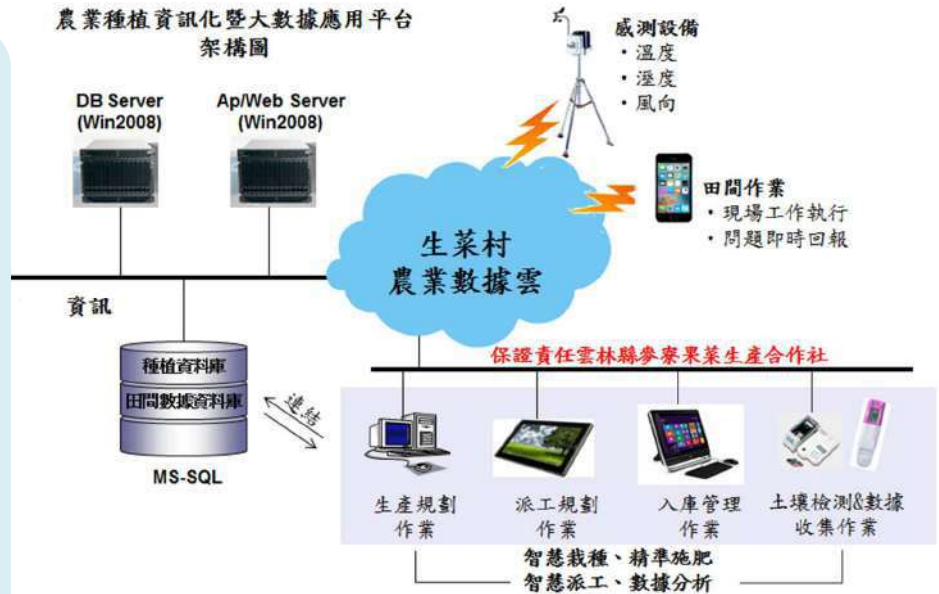 農業種植資訊化暨大數據應用平台
架構圖
DB Server
(Win2008)
Ap/Web Server
(Win2008)
感測設備
・溫度
・溼度
・風向
田間作業
・現場工作執行
・問題即時回報
生菜村
農業數據雲
資訊
種植資料庫
田間數據資料庫
MS-SQL
連結
保證責任雲林縣麥寮果菜生產合作社
生產規劃
作業
派工規劃
作業
入庫管理
作業
土壤檢測&數據
收集作業
智慧栽種、精準施肥
智慧派工、數據分析